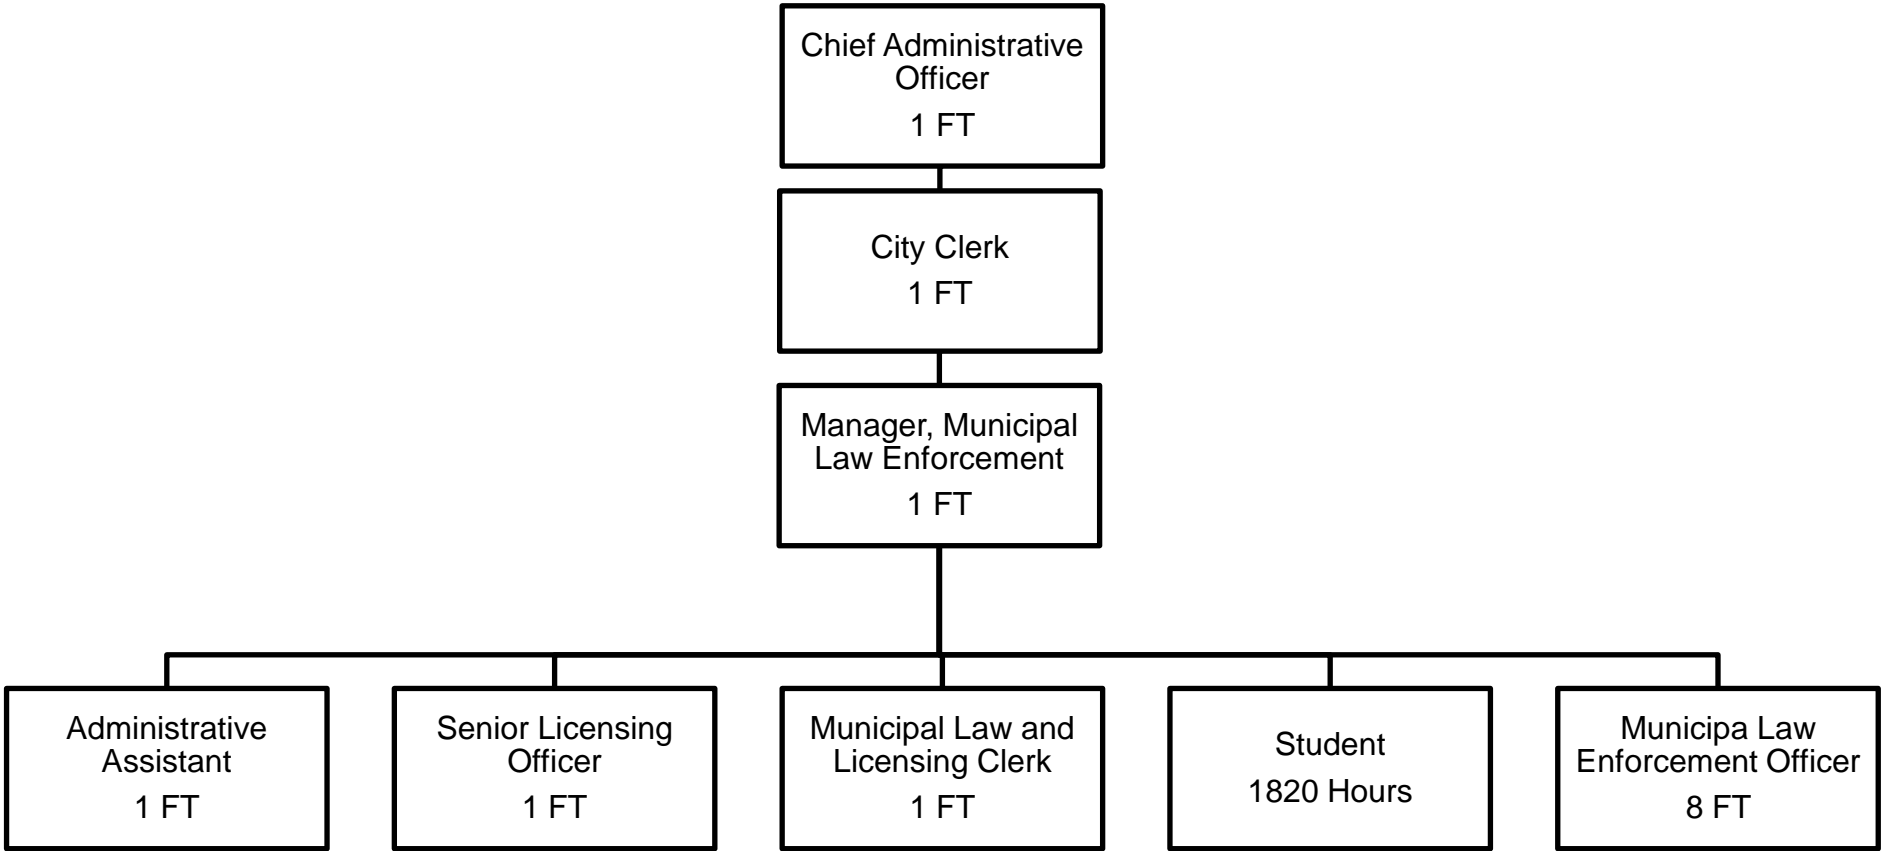 Chief Administrative
Officer
1 FT
City Clerk
1 FT
Manager, Municipal
Law Enforcement
1 FT
Administrative
Assistant
1 FT
Senior Licensing
Officer
1 FT
Municipal Law and
Licensing Clerk
1 FT
Student
1820 Hours
Municipa Law
Enforcement Officer
8 FT